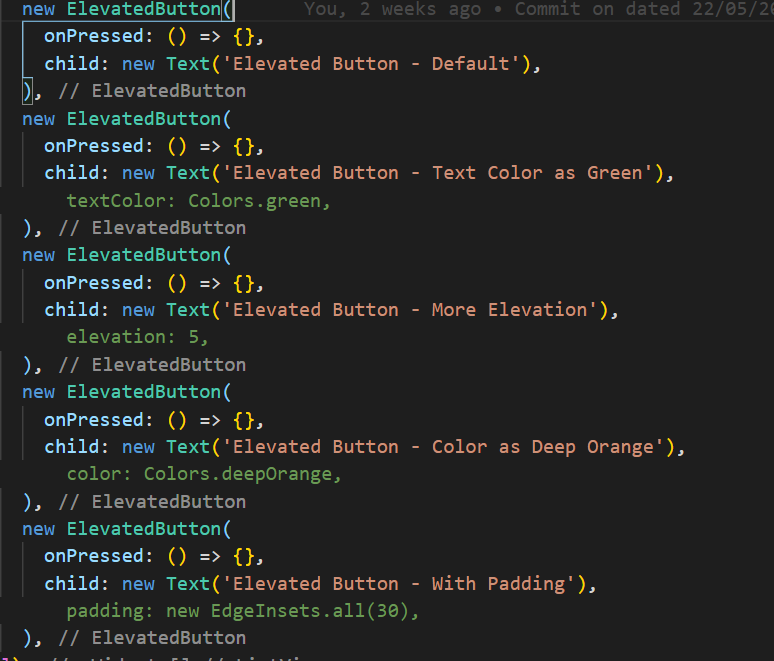 new ElevatedButton( You, 2 weeks ago • Commit on dated 22/05/20
onPressed: () => {},
child: new Text('Elevated Button - Default'),
), // ElevatedButton
new ElevatedButton(
onPressed: () => {},
child: new Text('Elevated Button - Text Color as Green'),
textColor: Colors.green,
), // ElevatedButton
new ElevatedButton(
onPressed: () => {},
child: new Text('Elevated Button - More Elevation'),
elevation: 5,
), // ElevatedButton
new ElevatedButton(
onPressed: () => {},
child: new Text('Elevated Button - Color as Deep Orange'),
color: Colors.deepOrange,
), // ElevatedButton
new ElevatedButton(
onPressed: () => {},
child: new Text('Elevated Button - With Padding'),
padding: new EdgeInsets.all(30),
), // ElevatedButton